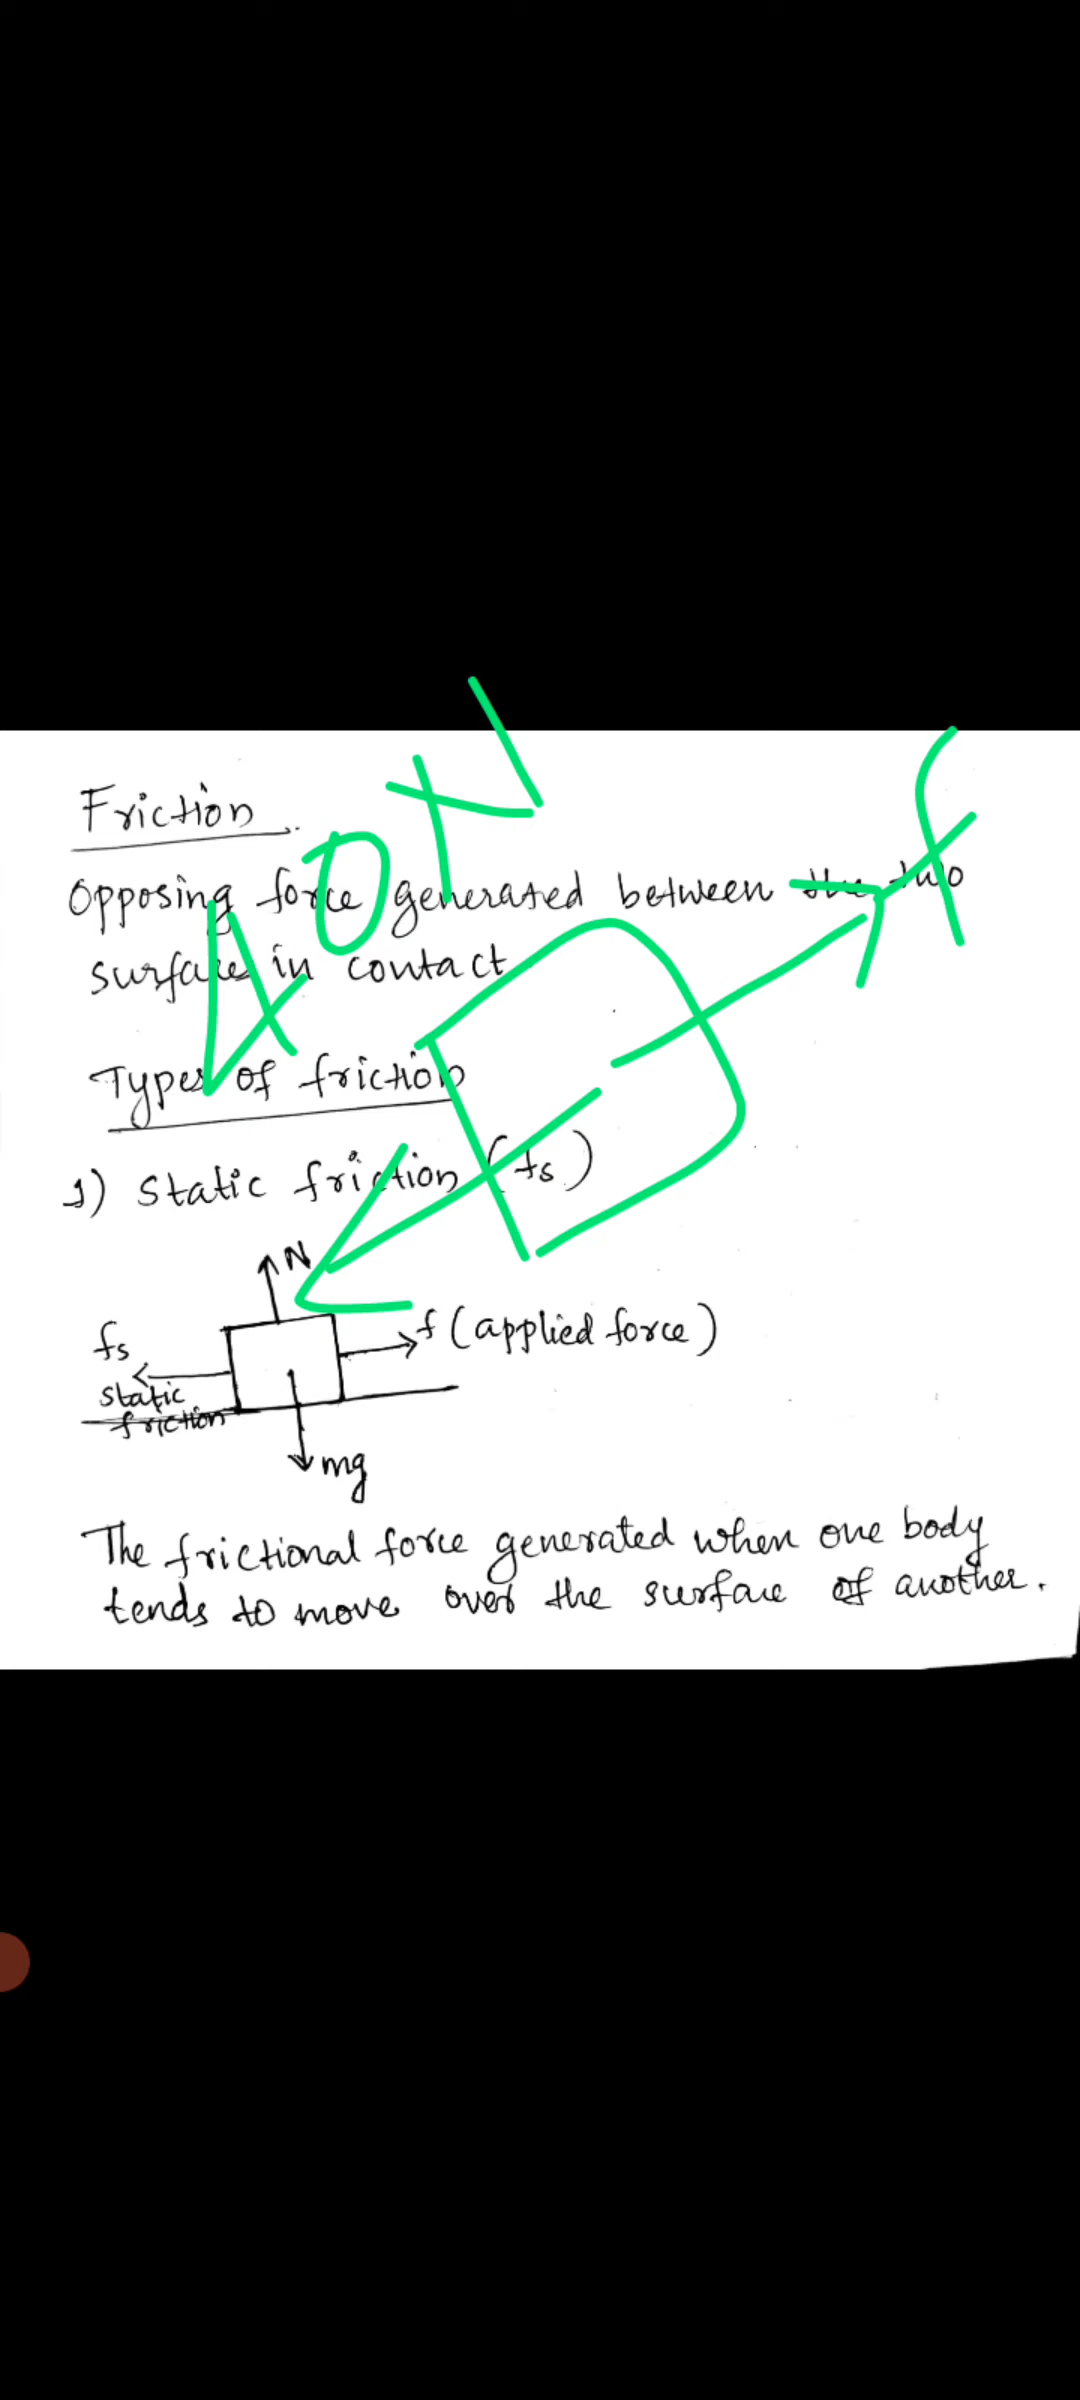 Friction
Opposing force generated between the two
surfaces in contact
Types of friction
1) Static friction (fs)
N
fs
static
friction
f (applied force)
mg
The frictional force generated when one body
tends to move over the surface of another.
40N
f